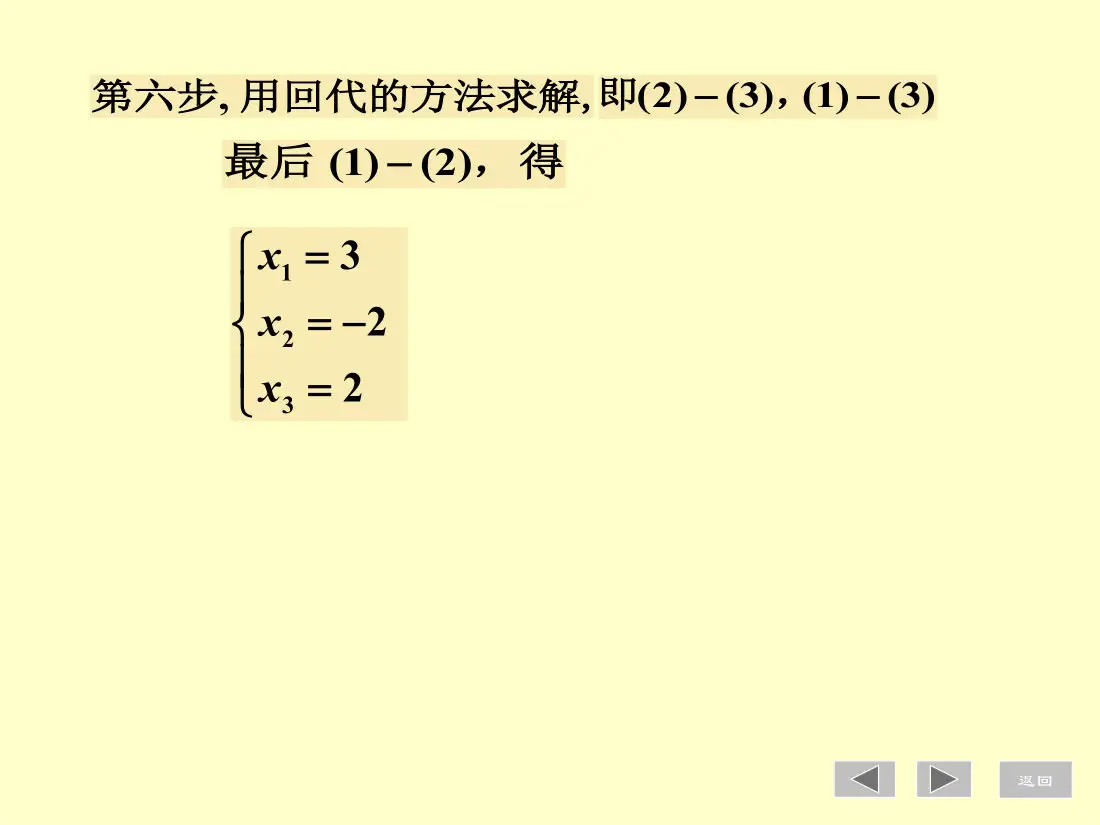 第六步, 用回代的方法求解, 即(2)－(3)，(1)－(3)
最后 (1)－(2)， 得
x₁ = 3
x₂ = −2
x₃ = 2
返回